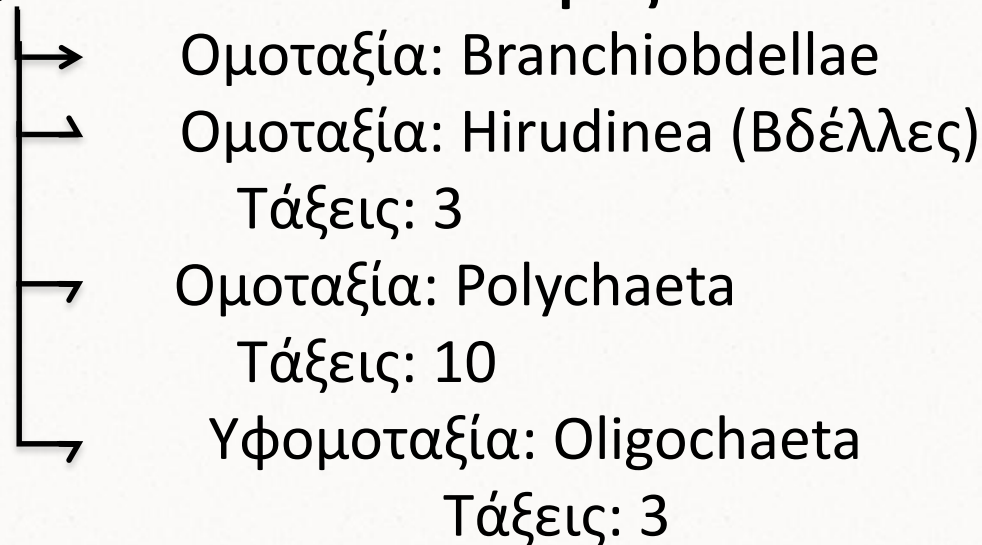 Ομοταξία: Branchiobdellae
Ομοταξία: Hirudinea (Βδέλλες)
Τάξεις: 3
Ομοταξία: Polychaeta
Τάξεις: 10
Υφομοταξία: Oligochaeta
Τάξεις: 3